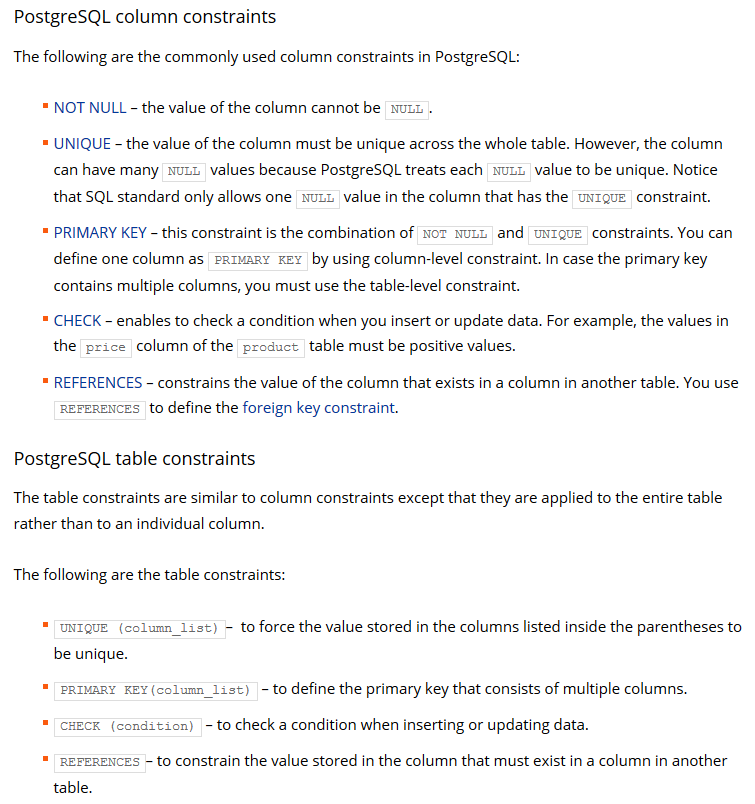 PostgreSQL column constraints
The following are the commonly used column constraints in PostgreSQL:
NOT NULL – the value of the column cannot be NULL.
UNIQUE – the value of the column must be unique across the whole table. However, the column
can have many NULL values because PostgreSQL treats each NULL value to be unique. Notice
that SQL standard only allows one NULL value in the column that has the UNIQUE constraint.
PRIMARY KEY – this constraint is the combination of NOT NULL and UNIQUE constraints. You can
define one column as PRIMARY KEY by using column-level constraint. In case the primary key
contains multiple columns, you must use the table-level constraint.
CHECK – enables to check a condition when you insert or update data. For example, the values in
the price column of the product table must be positive values.
REFERENCES – constrains the value of the column that exists in a column in another table. You use
REFERENCES to define the foreign key constraint.
PostgreSQL table constraints
The table constraints are similar to column constraints except that they are applied to the entire table
rather than to an individual column.
The following are the table constraints:
UNIQUE (column_list) – to force the value stored in the columns listed inside the parentheses to
be unique.
PRIMARY KEY(column_list) – to define the primary key that consists of multiple columns.
CHECK (condition) – to check a condition when inserting or updating data.
REFERENCES – to constrain the value stored in the column that must exist in a column in another
table.